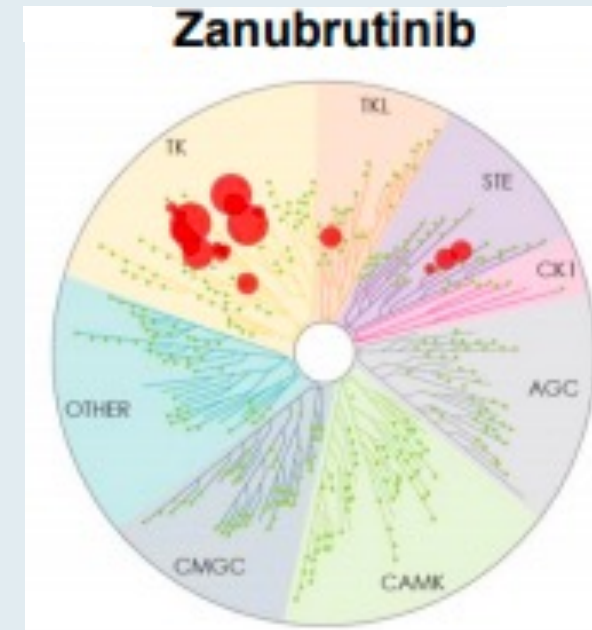 Zanubrutinib
TKL
TK
STE
CK1
AGC
OTHER
CMGC
CAMK